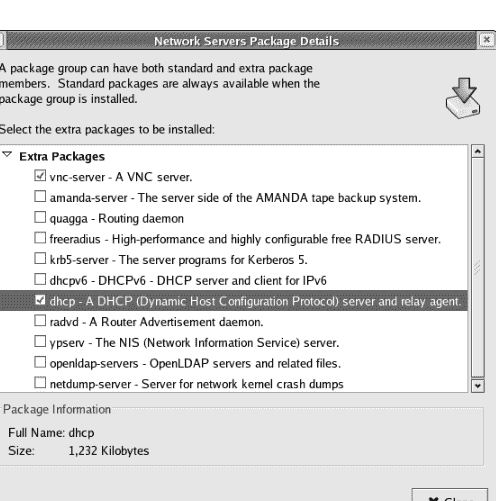 Network Servers Package Details
A package group can have both standard and extra package
members. Standard packages are always available when the
package group is installed.
Select the extra packages to be installed:
Extra Packages
vnc-server - A VNC server.
amanda-server - The server side of the AMANDA tape backup system.
quagga - Routing daemon
freeradius - High-performance and highly configurable free RADIUS server.
krb5-server - The server programs for Kerberos 5.
dhcpv6 - DHCPv6 - DHCP server and client for IPv6
dhcp - A DHCP (Dynamic Host Configuration Protocol) server and relay agent.
radvd - A Router Advertisement daemon.
ypserv - The NIS (Network Information Service) server.
openldap-servers - OpenLDAP servers and related files.
netdump-server - Server for network kernel crash dumps
Package Information
Full Name: dhcp
Size: 1,232 Kilobytes